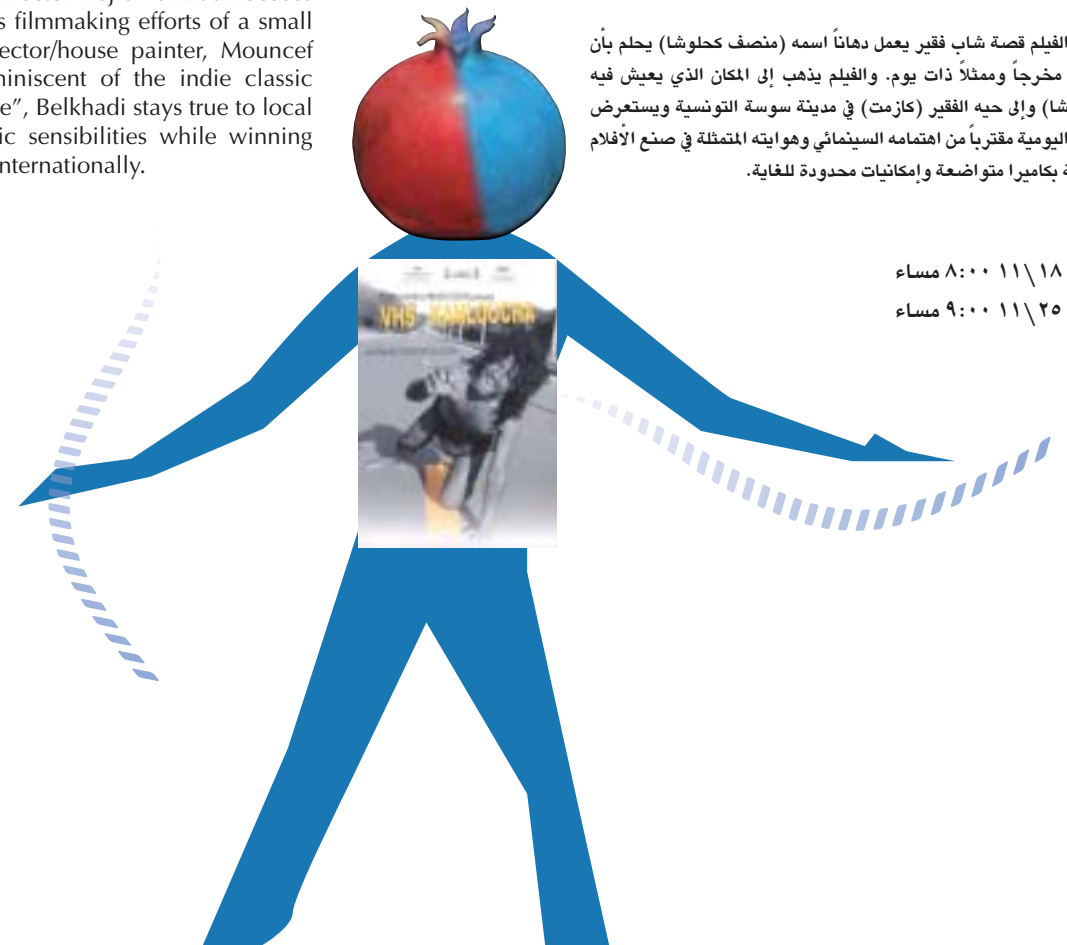 s filmmaking efforts of a small
ector/house painter, Mouncef
niniscent of the indie classic
e”, Belkhadi stays true to local
ic sensibilities while winning
nternationally.
الفيلم قصة شاب فقير يعمل دهاناً اسمه (منصف كحلوشا) يحلم بأن
مخرجاً وممثلاً ذات يوم. والفيلم يذهب إلى المكان الذي يعيش فيه
شا) وإلى حيه الفقير (كازمت) في مدينة سوسة التونسية ويستعرض
اليومية مقترباً من اهتمامه السينمائي وهوايته المتمثلة في صنع الأفلام
ة بكاميرا متواضعة وإمكانيات محدودة للغاية.
١٨\١١ ٨:٠٠ مساء
٢٥\١١ ٩:٠٠ مساء
VHS KAHLOUCHA